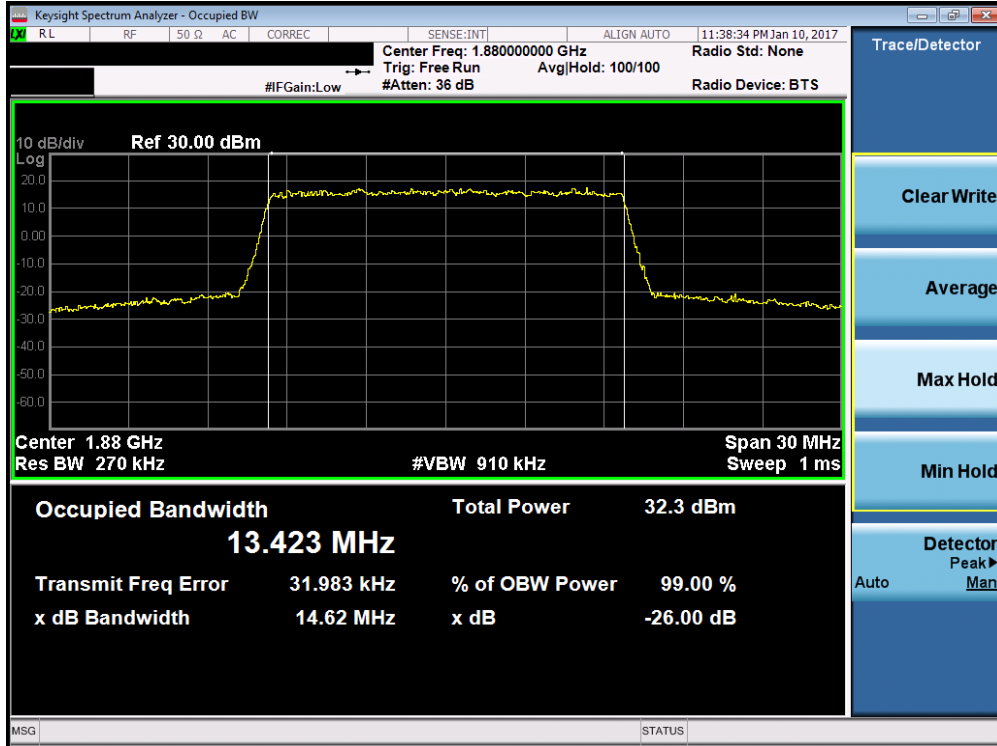 Keysight Spectrum Analyzer - Occupied BW
LXI RL RF 50 Ω AC CORREC SENSE:INT ALIGN AUTO 11:38:34 PM Jan 10, 2017
Center Freq: 1.880000000 GHz Radio Std: None
Trig: Free Run Avg|Hold: 100/100
#IFGain:Low #Atten: 36 dB Radio Device: BTS
Trace/Detector
10 dB/div Ref 30.00 dBm
Log
20.0
10.0
0.00
-10.0
-20.0
-30.0
-40.0
-50.0
-60.0
Center 1.88 GHz Span 30 MHz
Res BW 270 kHz #VBW 910 kHz Sweep 1 ms
Occupied Bandwidth Total Power 32.3 dBm
13.423 MHz
Transmit Freq Error 31.983 kHz % of OBW Power 99.00 %
x dB Bandwidth 14.62 MHz x dB -26.00 dB
Clear Write
Average
Max Hold
Min Hold
Detector
Peak▶
Auto Man
MSG STATUS